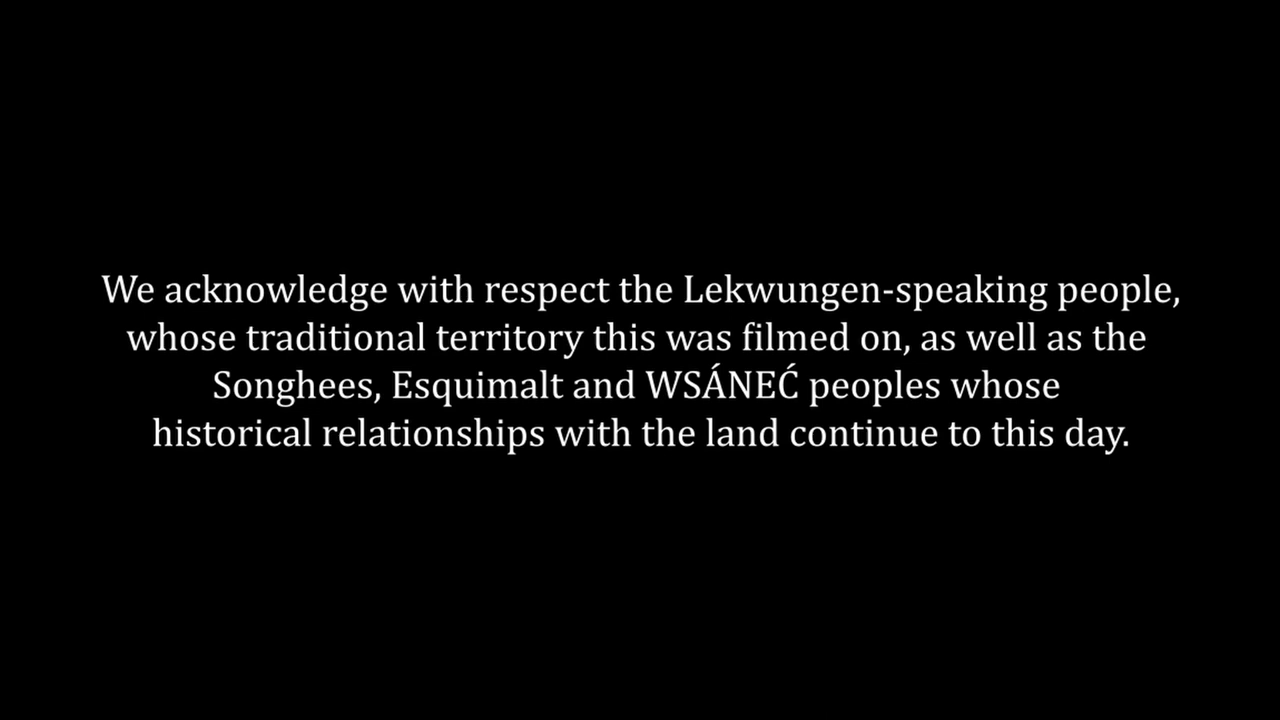 We acknowledge with respect the Lekwungen-speaking people,
whose traditional territory this was filmed on, as well as the
Songhees, Esquimalt and WSÁNEĆ peoples whose
historical relationships with the land continue to this day.